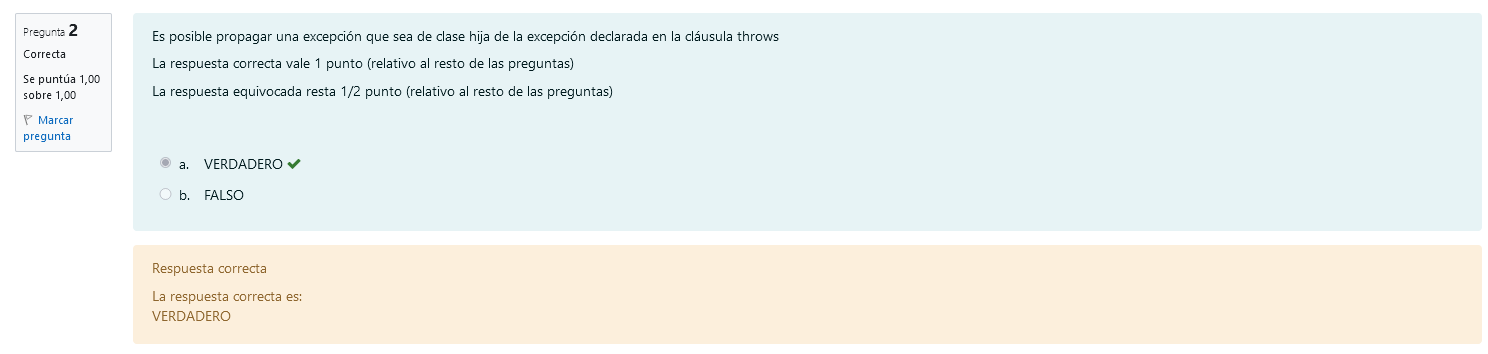 Pregunta 2
Correcta
Se puntúa 1,00
sobre 1,00
Marcar
pregunta
Es posible propagar una excepción que sea de clase hija de la excepción declarada en la cláusula throws
La respuesta correcta vale 1 punto (relativo al resto de las preguntas)
La respuesta equivocada resta 1/2 punto (relativo al resto de las preguntas)
a. VERDADERO
b. FALSO
Respuesta correcta
La respuesta correcta es:
VERDADERO